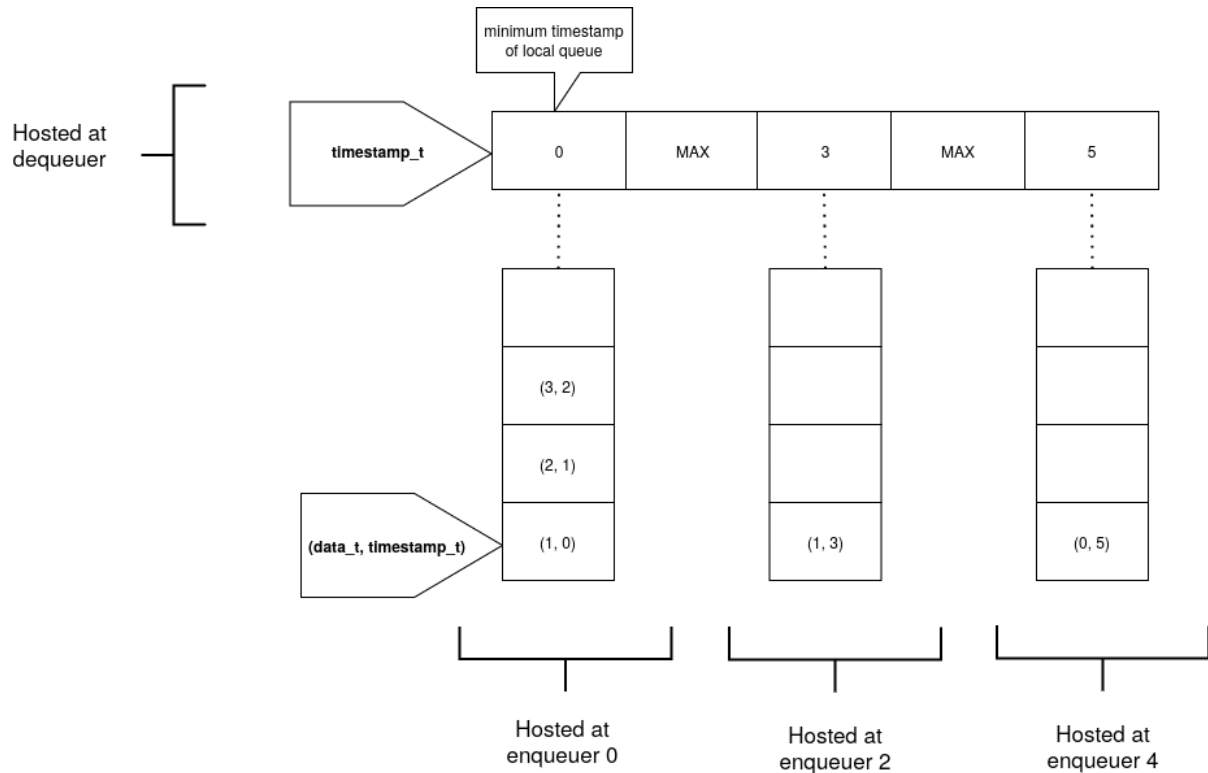 minimum timestamp
of local queue
Hosted at
dequeuer
timestamp_t
0
MAX
3
MAX
5
(3, 2)
(2, 1)
(data_t, timestamp_t)
(1, 0)
(1, 3)
(0, 5)
Hosted at
enqueuer 0
Hosted at
enqueuer 2
Hosted at
enqueuer 4